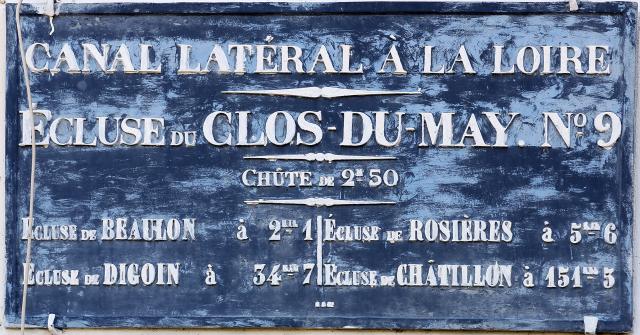 CANAL LATÉRAL À LA LOIRE
ÉCLUSE DU CLOS-DU-MAY. No 9
CHÛTE DE 2m 50
ÉCLUSE DE BEAULON à 2KM 1 ÉCLUSE DE ROSIÈRES à 5KM 6
ÉCLUSE DE DIGOIN à 34KM 7 ÉCLUSE DE CHÂTILLON à 151KM 5